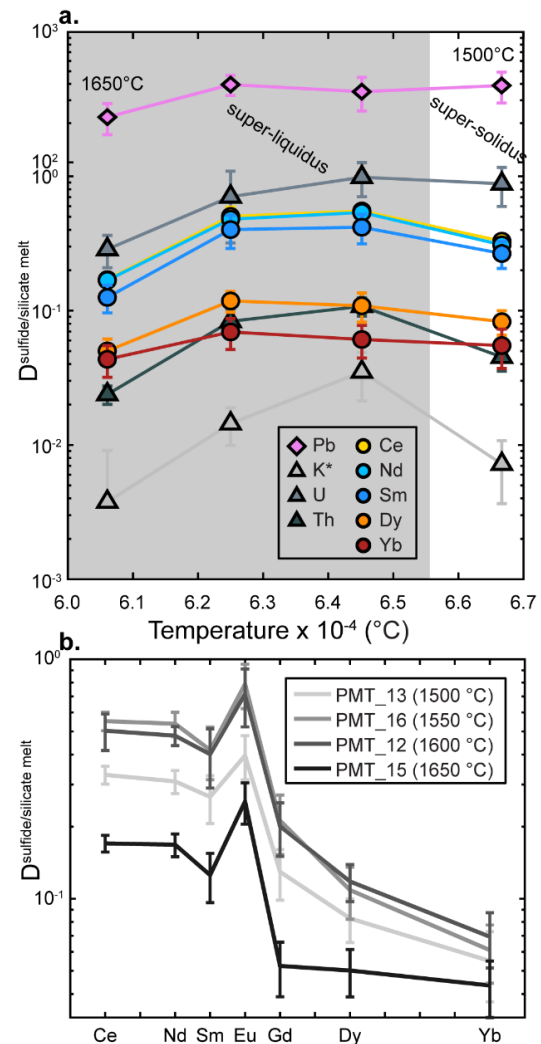 a.
10³
1650°C
1500°C
super-liquidus
super-solidus
10²
10⁰
10⁻¹
10⁻²
10⁻³
D^sulfide/silicate melt
Pb
K*
U
Th
Ce
Nd
Sm
Dy
Yb
6.0 6.1 6.2 6.3 6.4 6.5 6.6 6.7
Temperature x 10⁻⁴ (°C)
b.
10⁰
10⁻¹
D^sulfide/silicate melt
PMT_13 (1500 °C)
PMT_16 (1550 °C)
PMT_12 (1600 °C)
PMT_15 (1650 °C)
Ce Nd Sm Eu Gd Dy Yb